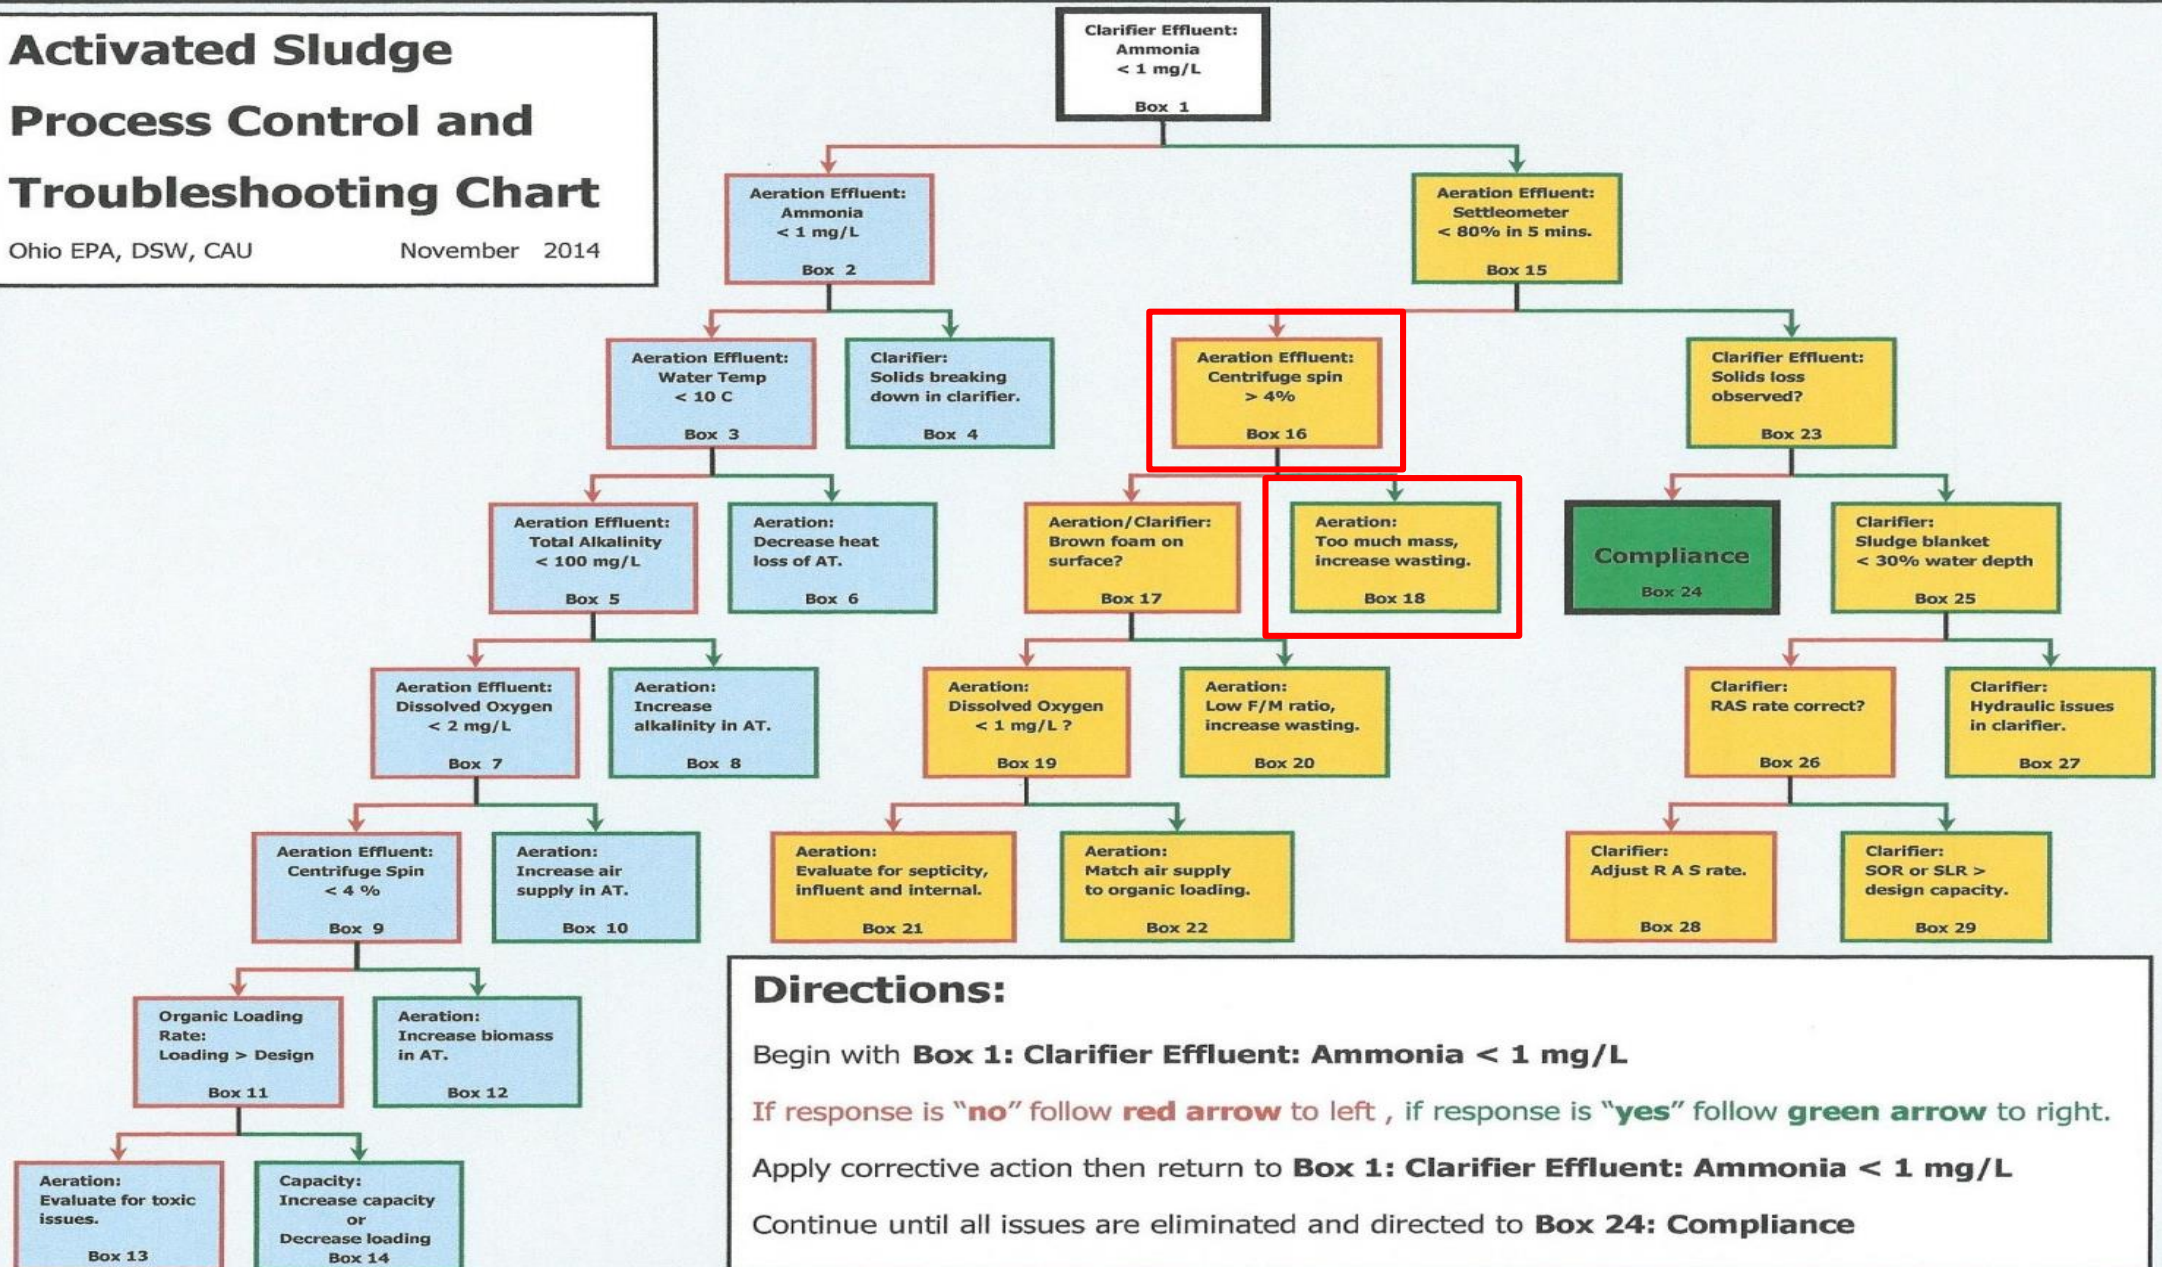 Activated Sludge
Process Control and
Troubleshooting Chart
Ohio EPA, DSW, CAU November 2014
Clarifier Effluent:
Ammonia
< 1 mg/L
Box 1
Aeration Effluent:
Ammonia
< 1 mg/L
Box 2
Aeration Effluent:
Settleometer
< 80% in 5 mins.
Box 15
Aeration Effluent:
Water Temp
< 10 C
Box 3
Clarifier:
Solids breaking
down in clarifier.
Box 4
Aeration Effluent:
Centrifuge spin
> 4%
Box 16
Clarifier Effluent:
Solids loss
observed?
Box 23
Aeration Effluent:
Total Alkalinity
< 100 mg/L
Box 5
Aeration:
Decrease heat
loss of AT.
Box 6
Aeration/Clarifier:
Brown foam on
surface?
Box 17
Aeration:
Too much mass,
increase wasting.
Box 18
Compliance
Box 24
Clarifier:
Sludge blanket
< 30% water depth
Box 25
Aeration Effluent:
Dissolved Oxygen
< 2 mg/L
Box 7
Aeration:
Increase
alkalinity in AT.
Box 8
Aeration:
Dissolved Oxygen
< 1 mg/L ?
Box 19
Aeration:
Low F/M ratio,
increase wasting.
Box 20
Clarifier:
RAS rate correct?
Box 26
Clarifier:
Hydraulic issues
in clarifier.
Box 27
Aeration Effluent:
Centrifuge Spin
< 4 %
Box 9
Aeration:
Increase air
supply in AT.
Box 10
Aeration:
Evaluate for septicity,
influent and internal.
Box 21
Aeration:
Match air supply
to organic loading.
Box 22
Clarifier:
Adjust R A S rate.
Box 28
Clarifier:
SOR or SLR >
design capacity.
Box 29
Organic Loading
Rate:
Loading > Design
Box 11
Aeration:
Increase biomass
in AT.
Box 12
Aeration:
Evaluate for toxic
issues.
Box 13
Capacity:
Increase capacity
or
Decrease loading
Box 14
Directions:
Begin with Box 1: Clarifier Effluent: Ammonia < 1 mg/L
If response is "no" follow red arrow to left , if response is "yes" follow green arrow to right.
Apply corrective action then return to Box 1: Clarifier Effluent: Ammonia < 1 mg/L
Continue until all issues are eliminated and directed to Box 24: Compliance